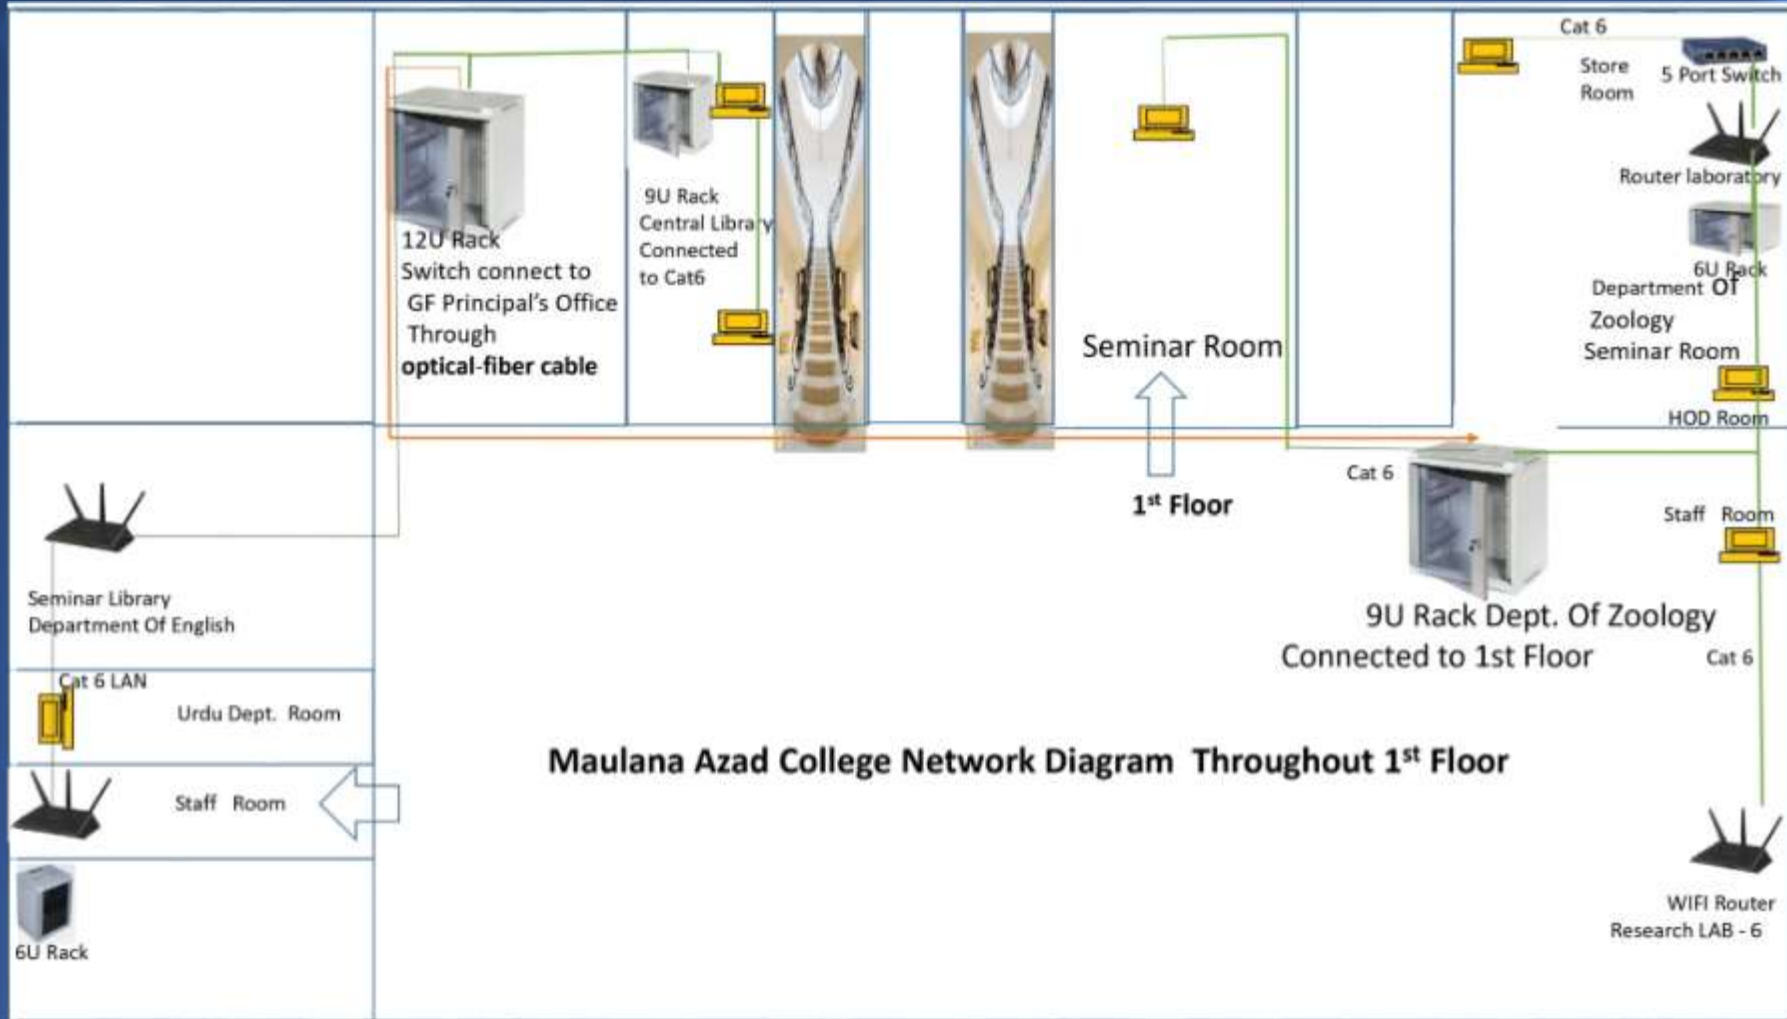 12U Rack
Switch connect to
GF Principal's Office
Through
optical-fiber cable
9U Rack
Central Library
Connected
to Cat6
Seminar Room
1st Floor
Cat 6
Store
Room
5 Port Switch
Router laboratory
6U Rack
Department Of
Zoology
Seminar Room
HOD Room
Cat 6
Staff Room
9U Rack Dept. Of Zoology
Connected to 1st Floor
Cat 6
Seminar Library
Department Of English
Cat 6 LAN
Urdu Dept. Room
Staff Room
6U Rack
Maulana Azad College Network Diagram Throughout 1st Floor
WIFI Router
Research LAB - 6